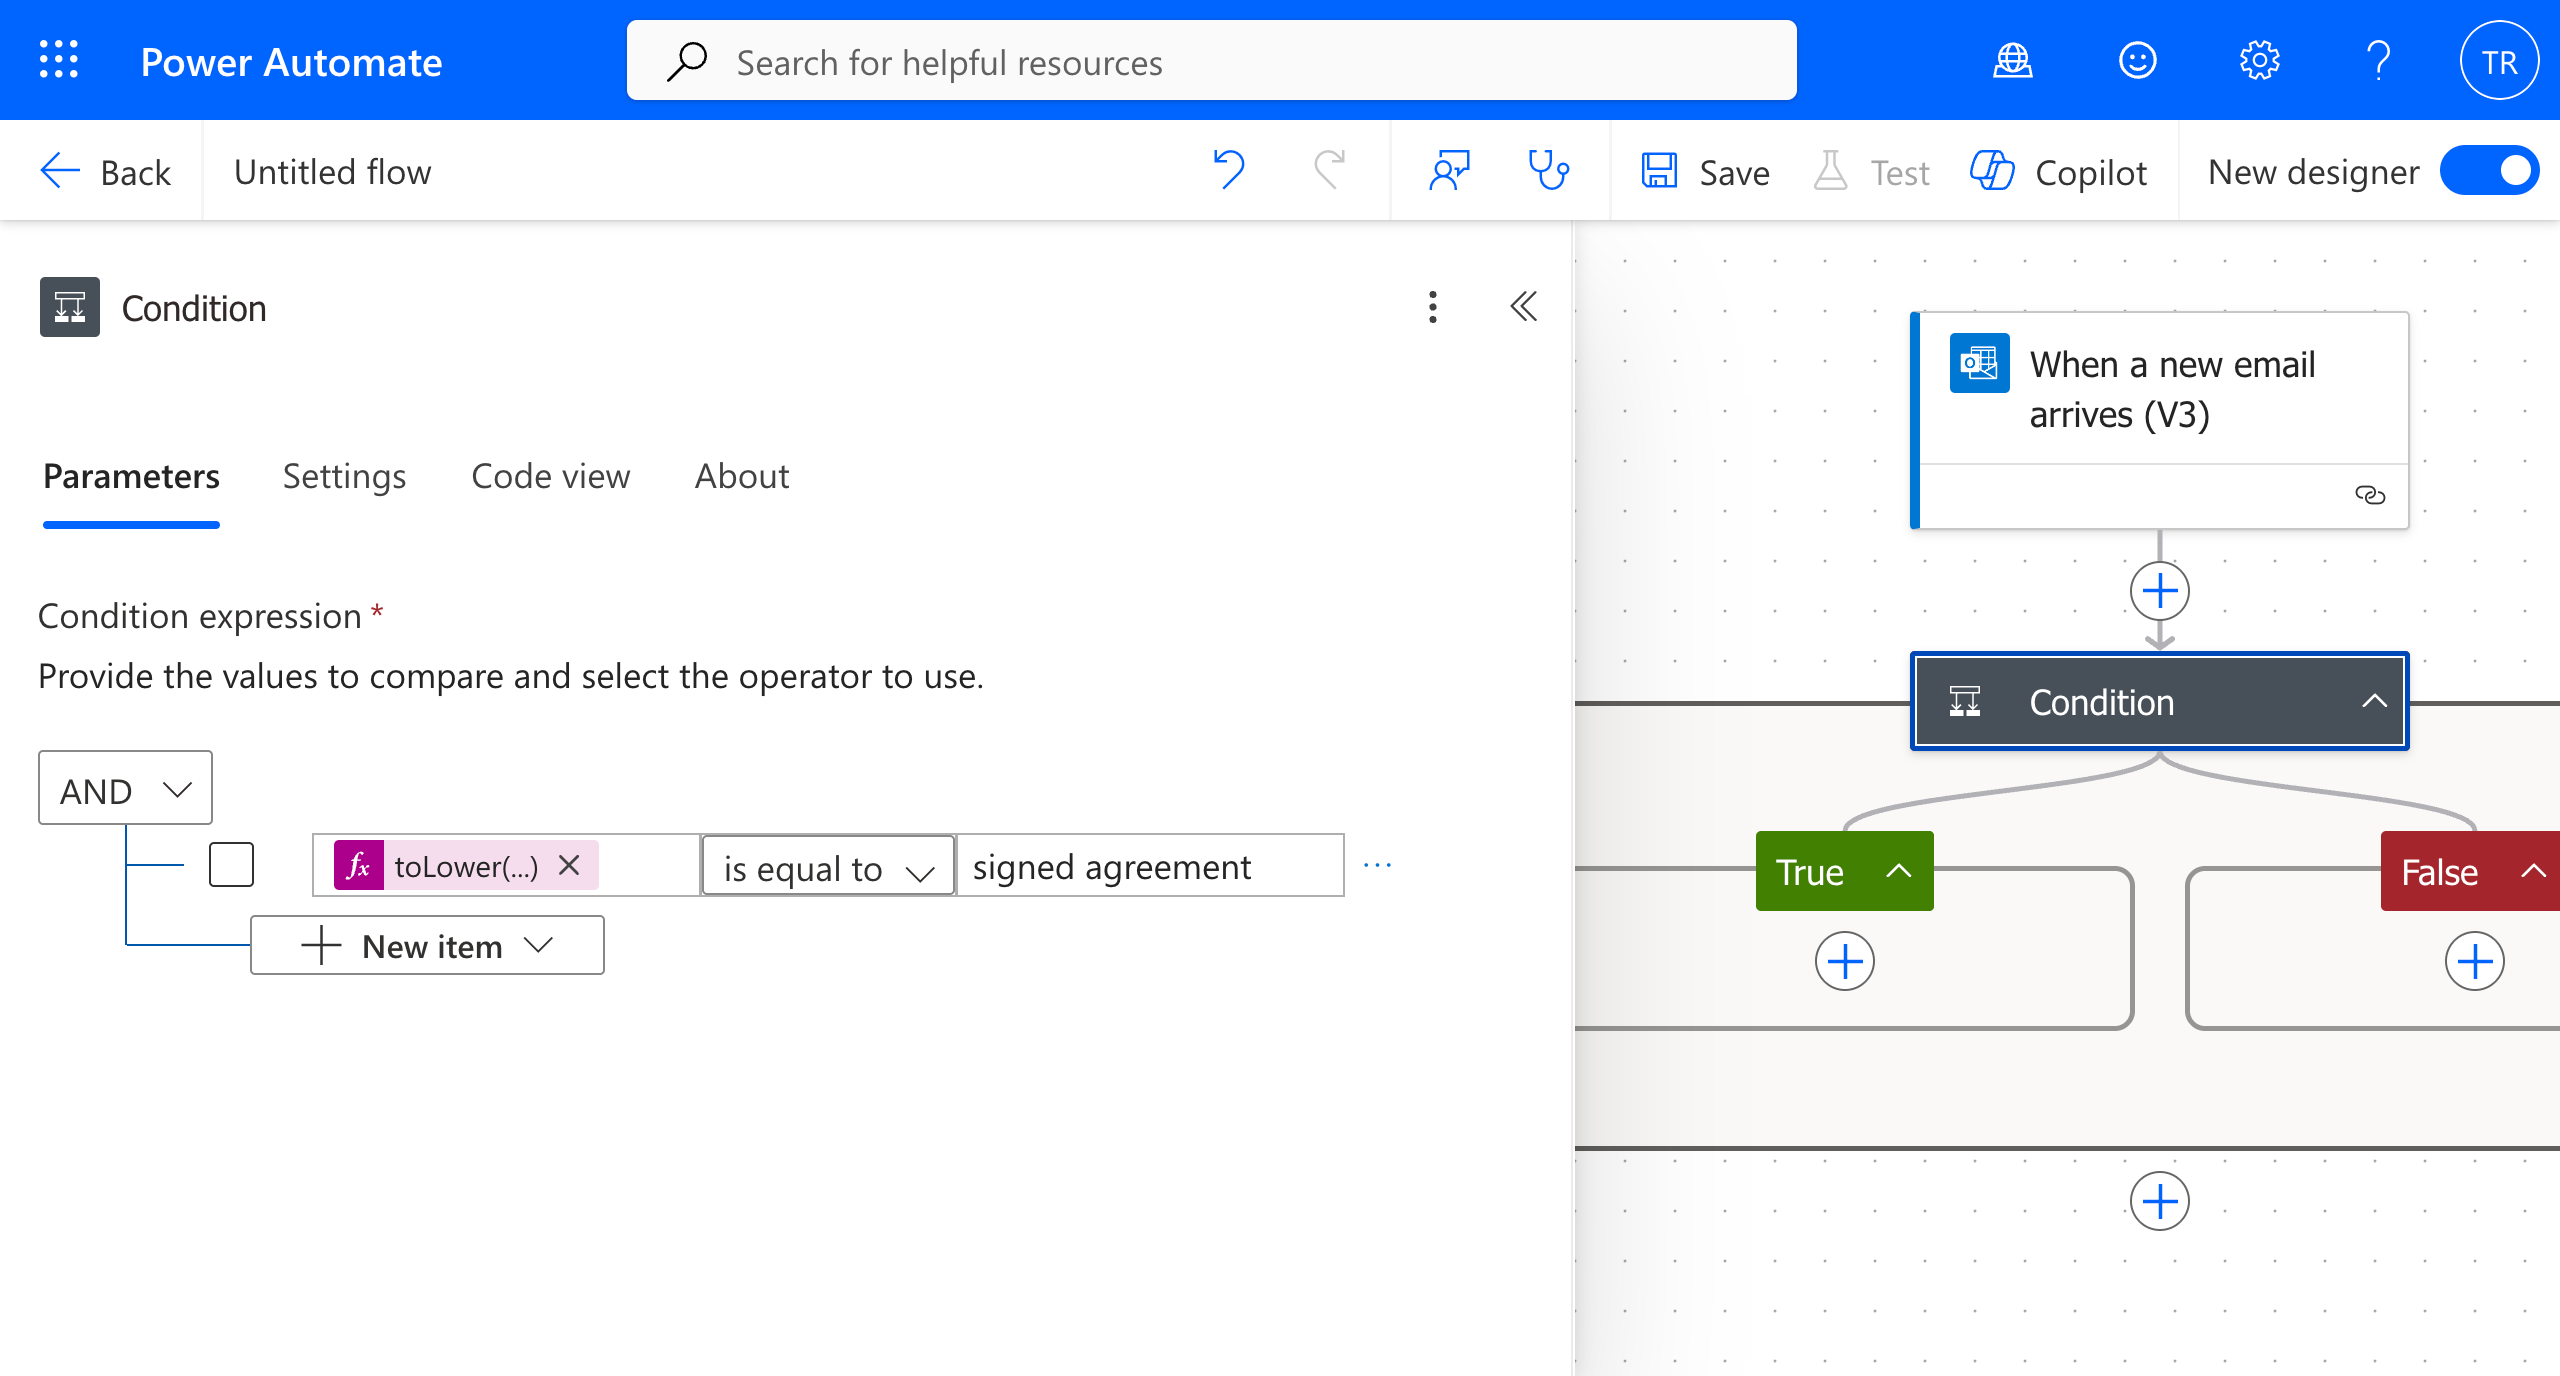 Power Automate
Search for helpful resources
TR
Back
Untitled flow
Save
Test
Copilot
New designer
Condition
Parameters
Settings
Code view
About
Condition expression *
Provide the values to compare and select the operator to use.
AND
fx toLower(...)
is equal to
signed agreement
...
New item
When a new email
arrives (V3)
Condition
True
False